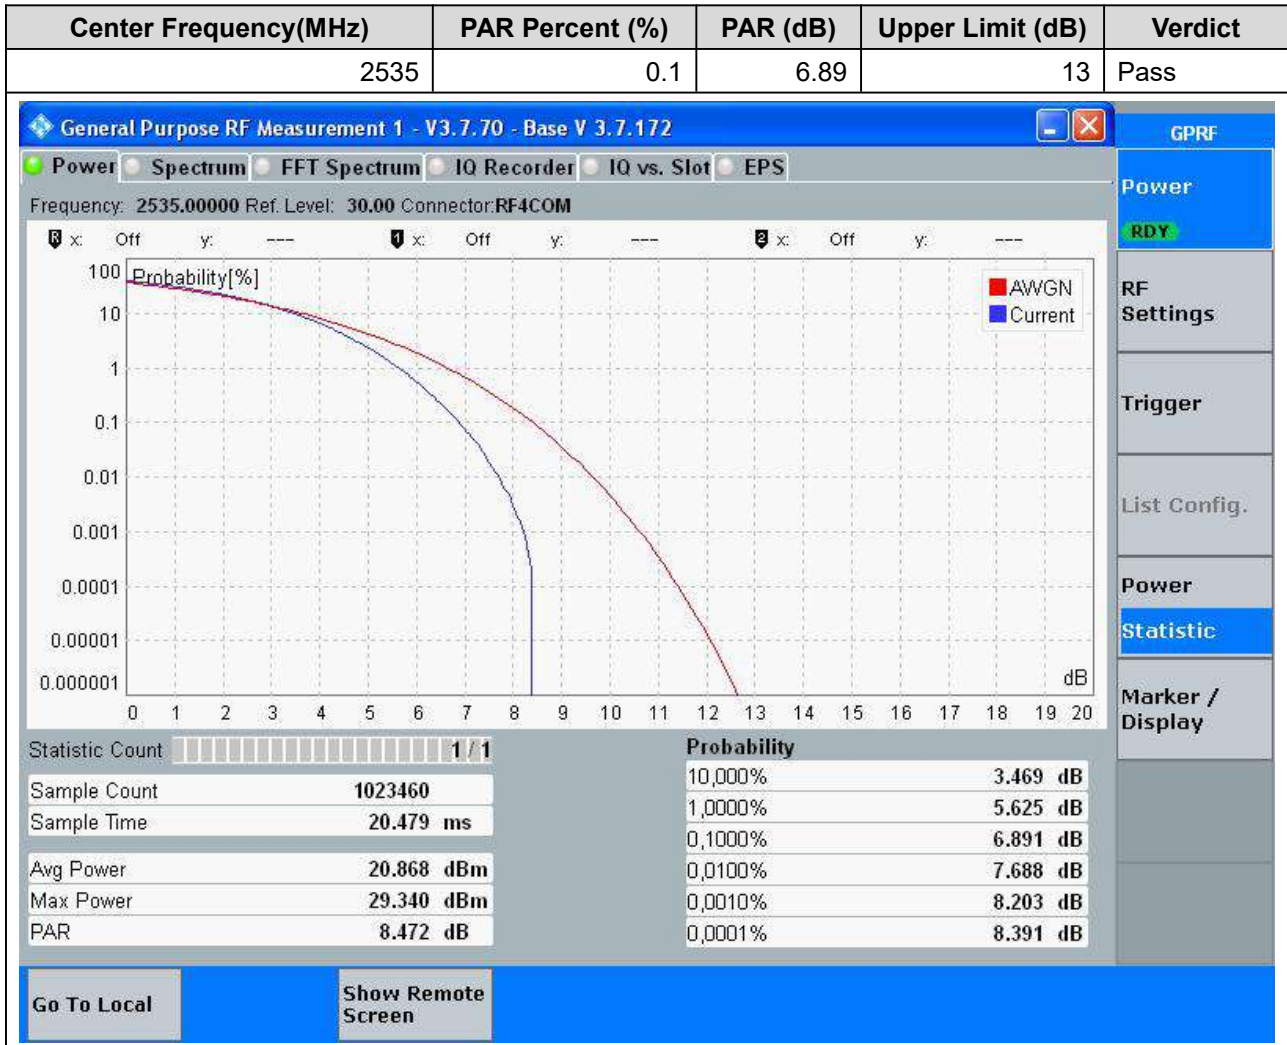 Center Frequency(MHz) PAR Percent (%) PAR (dB) Upper Limit (dB) Verdict
2535 0.1 6.89 13 Pass
General Purpose RF Measurement 1 - V3.7.70 - Base V 3.7.172
GPRF
Power Spectrum FFT Spectrum IQ Recorder IQ vs. Slot EPS
Frequency: 2535.00000 Ref. Level: 30.00 Connector:RF4COM
R x: Off y: --- 1 x: Off y: --- 2 x: Off y: ---
Probability[%]
AWGN
Current
100
10
1
0.1
0.01
0.001
0.0001
0.00001
0.000001
dB
0 1 2 3 4 5 6 7 8 9 10 11 12 13 14 15 16 17 18 19 20
Statistic Count 1 / 1
Sample Count 1023460
Sample Time 20.479 ms
Avg Power 20.868 dBm
Max Power 29.340 dBm
PAR 8.472 dB
Probability
10,000% 3.469 dB
1,0000% 5.625 dB
0,1000% 6.891 dB
0,0100% 7.688 dB
0,0010% 8.203 dB
0,0001% 8.391 dB
Power
RDY
RF
Settings
Trigger
List Config.
Power
Statistic
Marker /
Display
Go To Local
Show Remote
Screen